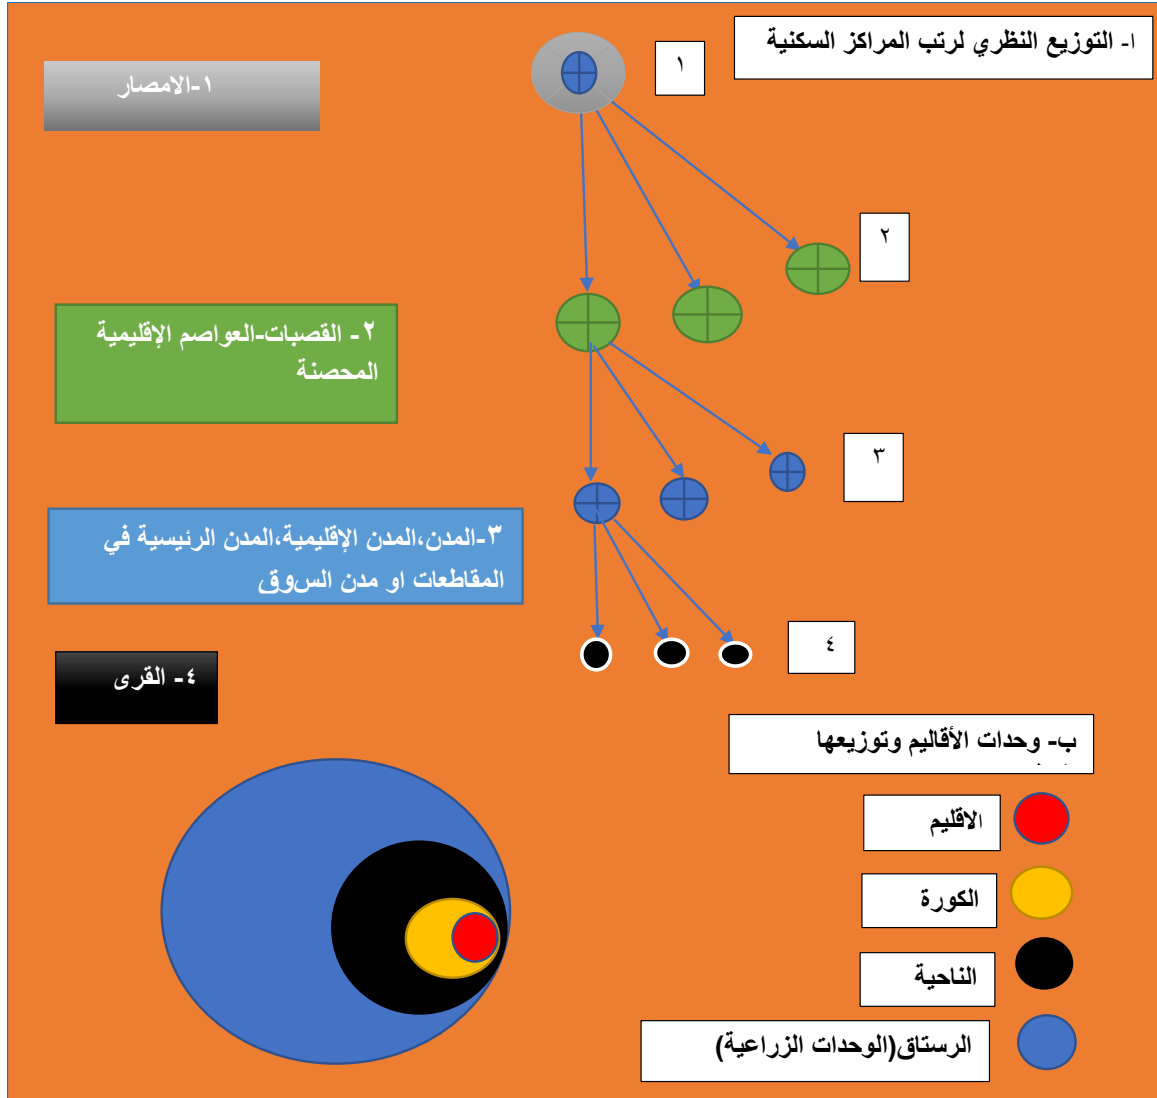 ا- التوزيع النظري لرتب المراكز السكنية
١
١-الامصار
٢
٢- القصبات-العواصم الإقليمية
المحصنة
٣
٣-المدن،المدن الإقليمية،المدن الرئيسية في
المقاطعات او مدن السوق
٤
٤- القرى
ب- وحدات الأقاليم وتوزيعها
الاقليم
الكورة
الناحية
الرستاق(الوحدات الزراعية)